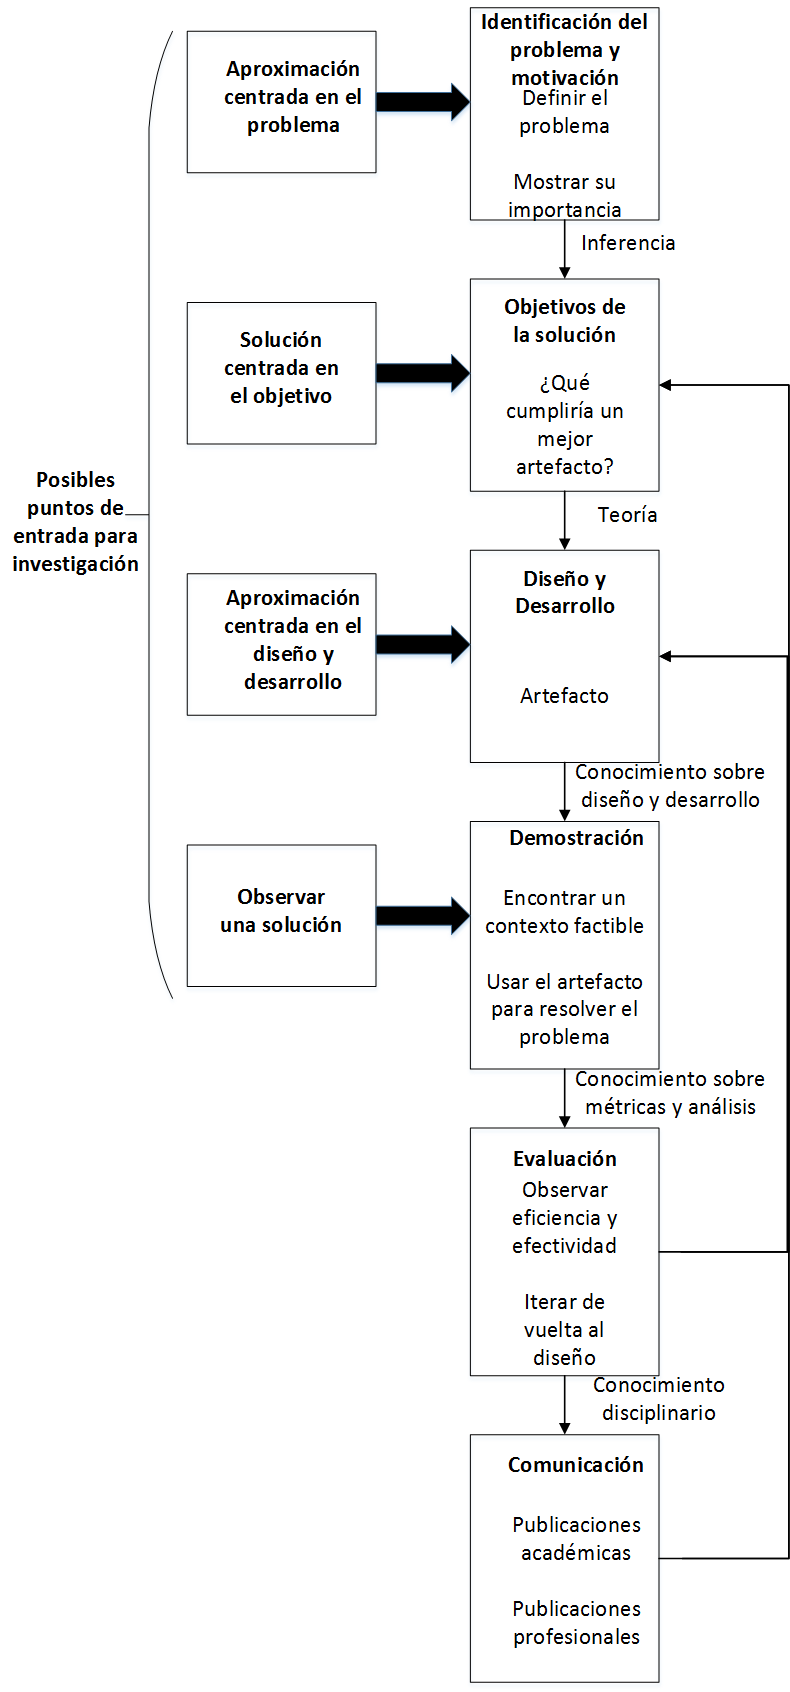 Posibles
puntos de
entrada para
investigación
Aproximación
centrada en el
problema
Identificación del
problema y
motivación
Definir el
problema
Mostrar su
importancia
Inferencia
Solución
centrada en
el objetivo
Objetivos de
la solución
¿Qué
cumpliría un
mejor
artefacto?
Teoría
Aproximación
centrada en el
diseño y
desarrollo
Diseño y
Desarrollo
Artefacto
Conocimiento sobre
diseño y desarrollo
Observar
una solución
Demostración
Encontrar un
contexto factible
Usar el artefacto
para resolver el
problema
Conocimiento sobre
métricas y análisis
Evaluación
Observar
eficiencia y
efectividad
Iterar de
vuelta al
diseño
Conocimiento
disciplinario
Comunicación
Publicaciones
académicas
Publicaciones
profesionales